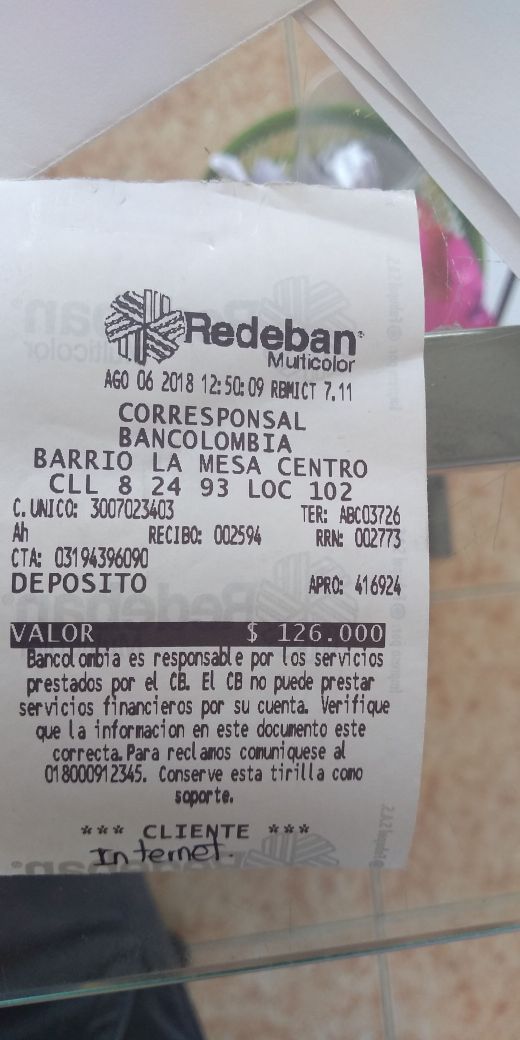 Redeban
Multicolor
AGO 06 2018 12:50:09 RBMICT 7.11
CORRESPONSAL
BANCOLOMBIA
BARRIO LA MESA CENTRO
CLL 8 24 93 LOC 102
C.UNICO: 3007023403 TER: ABC03726
Ah RECIBO: 002594 RRN: 002773
CTA: 03194396090
DEPOSITO APRO: 416924
VALOR $ 126.000
Bancolombia es responsable por los servicios
prestados por el CB. El CB no puede prestar
servicios financieros por su cuenta. Verifique
que la informacion en este documento este
correcta.Para reclamos comuniquese al
018000912345. Conserve esta tirilla como
soporte.
*** CLIENTE ***
Internet.